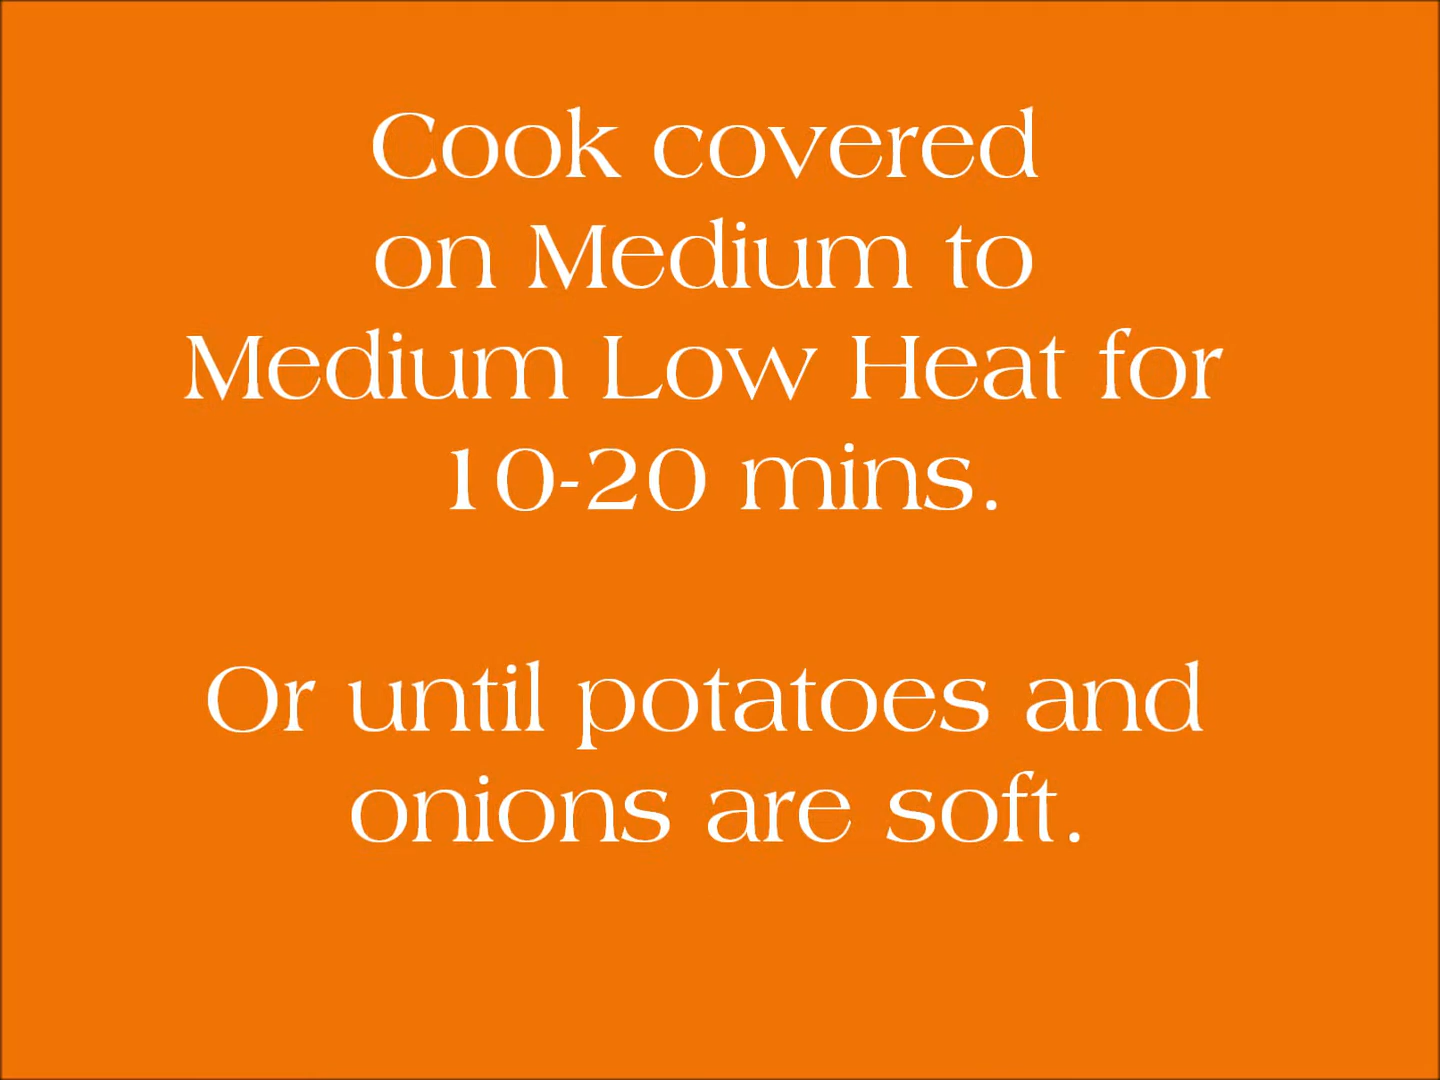 Cook covered
on Medium to
Medium Low Heat for
10-20 mins.
Or until potatoes and
onions are soft.